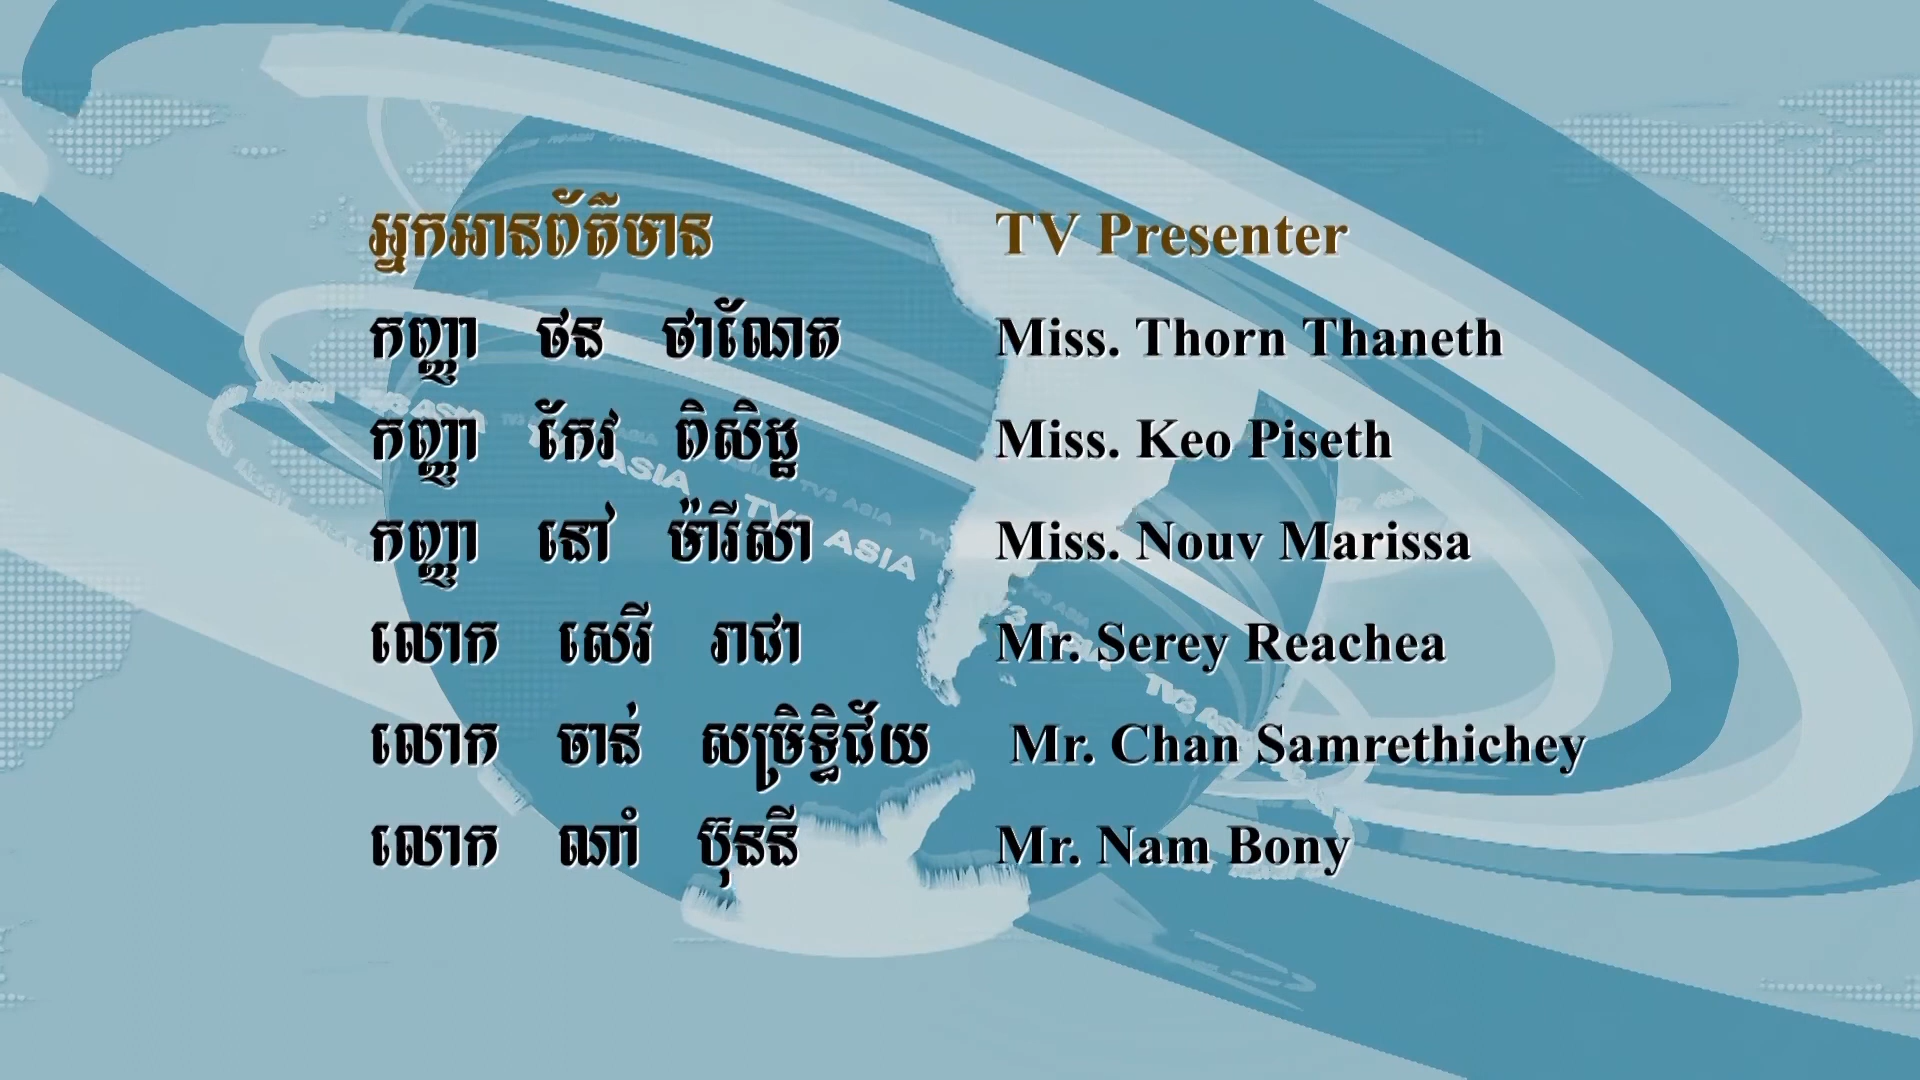 អ្នកអានព័ត៌មាន TV Presenter
កញ្ញា ថន ថាណែត Miss. Thorn Thaneth
កញ្ញា កែវ ពិសិដ្ឋ Miss. Keo Piseth
កញ្ញា នៅ ម៉ារីសា Miss. Nouv Marissa
លោក សេរី រាជា Mr. Serey Reachea
លោក ចាន់ សម្រិទ្ធិជ័យ Mr. Chan Samrethichey
លោក ណាំ ប៊ុននី Mr. Nam Bony
TV3 ASIA